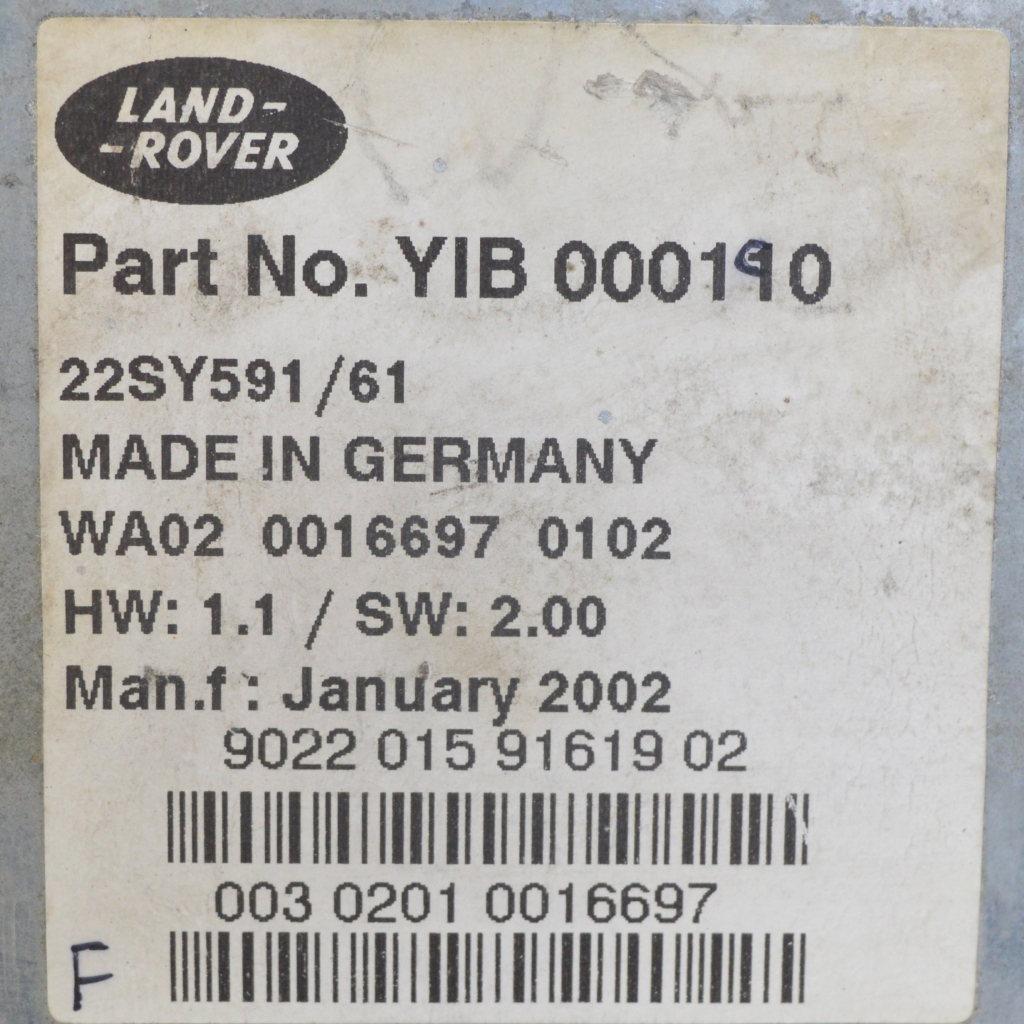 LAND-
-ROVER
Part No. YIB 000190
22SY591/61
MADE IN GERMANY
WA02 0016697 0102
HW: 1.1 / SW: 2.00
Man.f : January 2002
9022 015 91619 02
003 0201 0016697
F